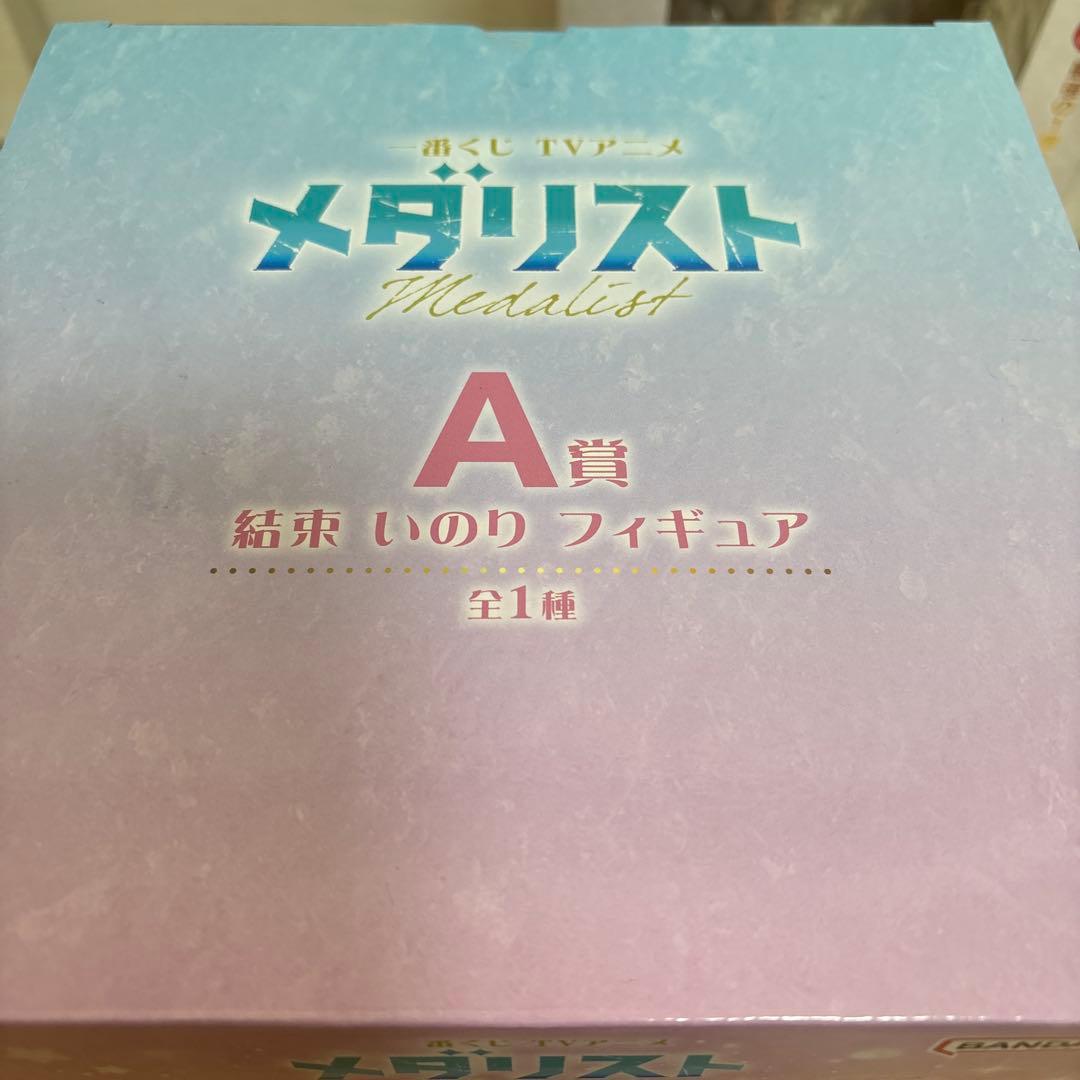 一番くじ TVアニメ
メダリスト
Medalist
A賞
結束 いのり フィギュア
全1種
一番くじ TVアニメ
メダリスト